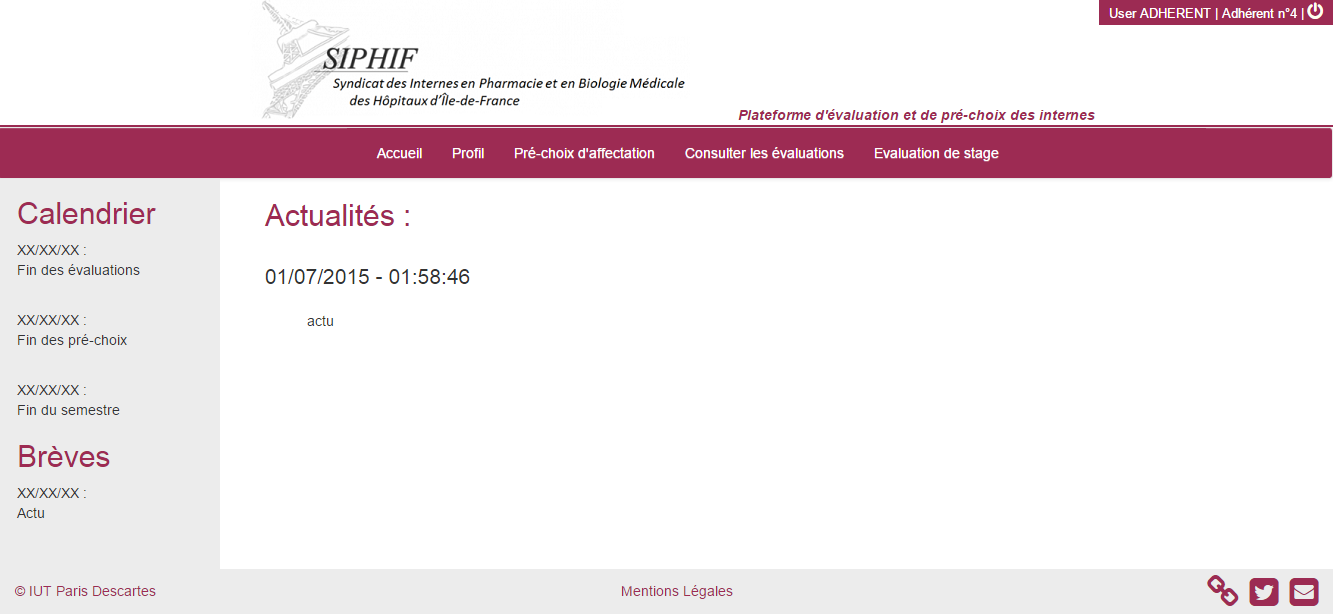 User ADHERENT | Adhérent n°4 |
SIPHIF
Syndicat des Internes en Pharmacie et en Biologie Médicale
des Hôpitaux d'Île-de-France
Plateforme d'évaluation et de pré-choix des internes
Accueil Profil Pré-choix d'affectation Consulter les évaluations Evaluation de stage
Calendrier
XX/XX/XX :
Fin des évaluations
XX/XX/XX :
Fin des pré-choix
XX/XX/XX :
Fin du semestre
Brèves
XX/XX/XX :
Actu
Actualités :
01/07/2015 - 01:58:46
actu
© IUT Paris Descartes
Mentions Légales